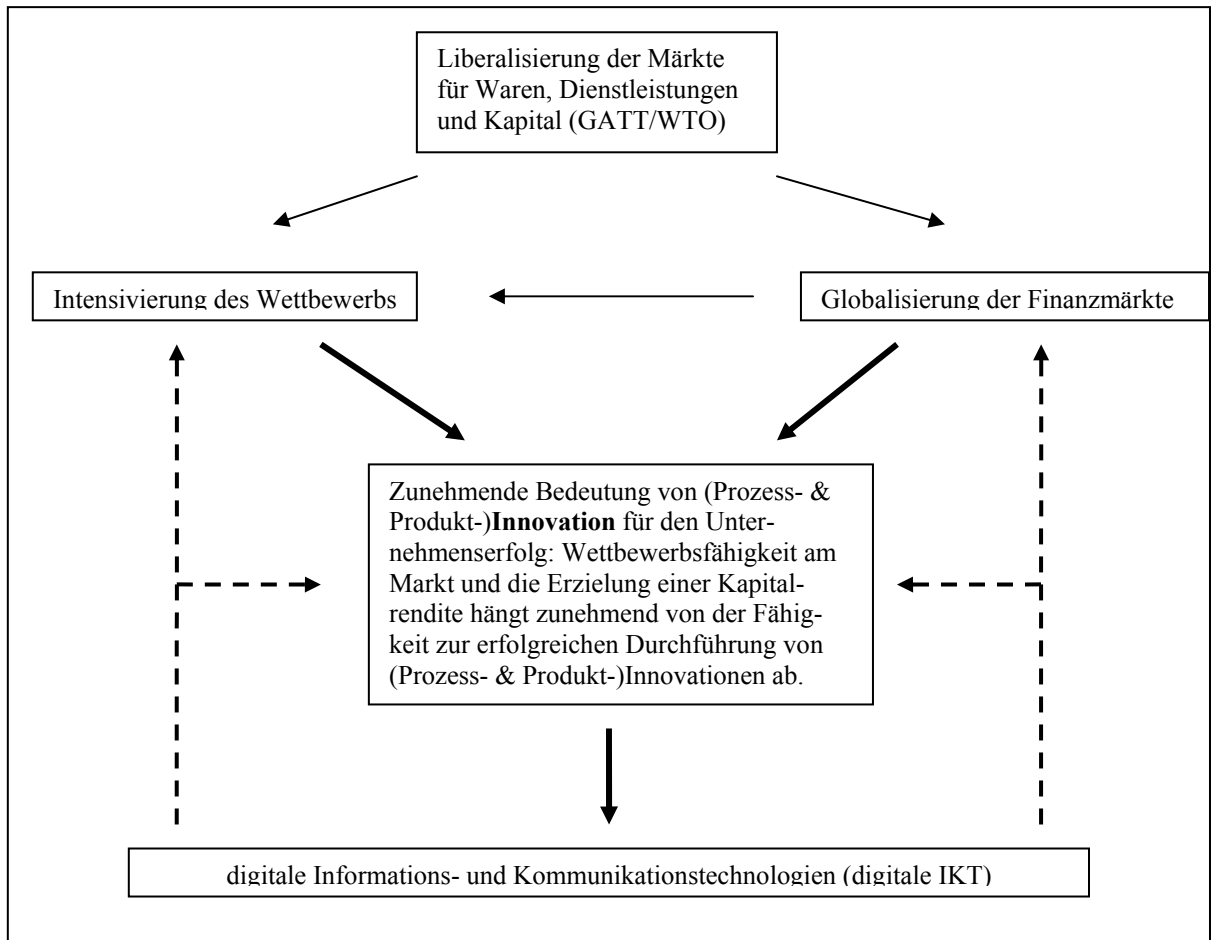 Liberalisierung der Märkte
für Waren, Dienstleistungen
und Kapital (GATT/WTO)
Intensivierung des Wettbewerbs
Globalisierung der Finanzmärkte
Zunehmende Bedeutung von (Prozess- &
Produkt-)Innovation für den Unter-
nehmenserfolg: Wettbewerbsfähigkeit am
Markt und die Erzielung einer Kapital-
rendite hängt zunehmend von der Fähig-
keit zur erfolgreichen Durchführung von
(Prozess- & Produkt-)Innovationen ab.
digitale Informations- und Kommunikationstechnologien (digitale IKT)